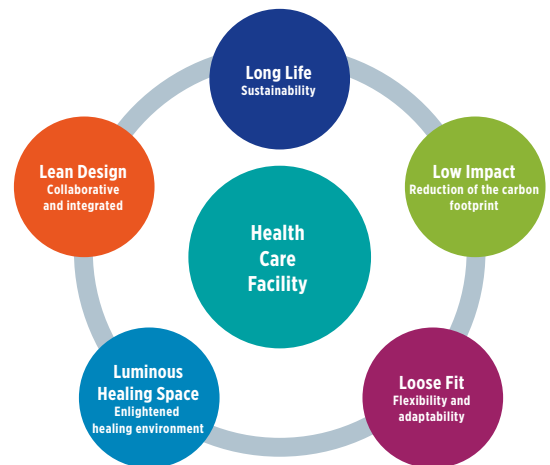 Long Life
Sustainability
Lean Design
Collaborative
and integrated
Low Impact
Reduction of the carbon
footprint
Health
Care
Facility
Luminous
Healing Space
Enlightened
healing environment
Loose Fit
Flexibility and
adaptability